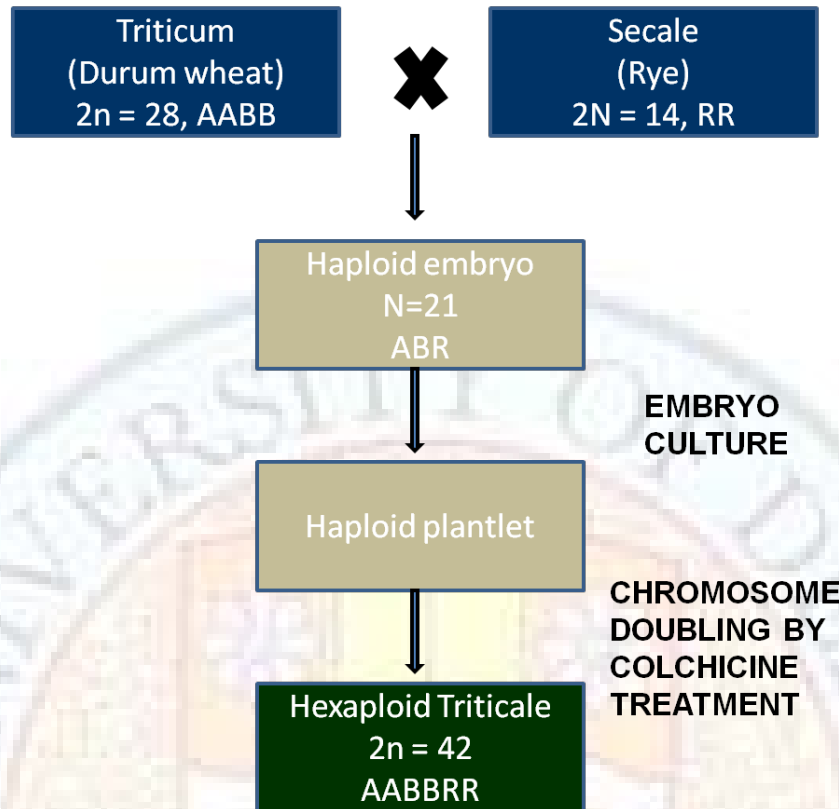 Triticum
(Durum wheat)
2n = 28, AABB
Secale
(Rye)
2N = 14, RR
Haploid embryo
N=21
ABR
EMBRYO
CULTURE
Haploid plantlet
CHROMOSOME
DOUBLING BY
COLCHICINE
TREATMENT
Hexaploid Triticale
2n = 42
AABBRR